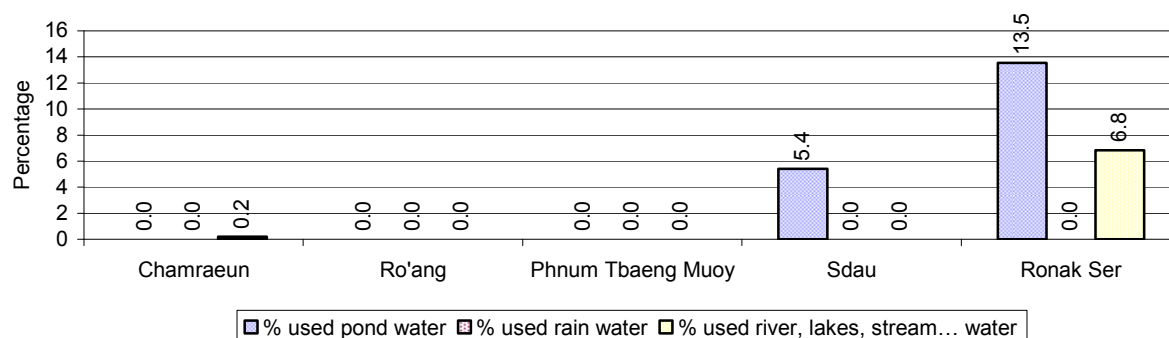 16
14
12
10
8
6
4
2
0
Percentage
0.0 0.0 0.2 0.0 0.0 0.0 0.0 0.0 0.0 5.4 0.0 0.0 13.5 0.0 6.8
Chamraeun Ro'ang Phnum Tbaeng Muoy Sdau Ronak Ser
% used pond water % used rain water % used river, lakes, stream… water